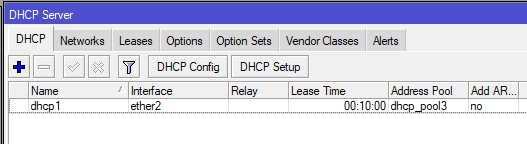 DHCP Server
DHCP Networks Leases Options Option Sets Vendor Classes Alerts
DHCP Config DHCP Setup
Name Interface Relay Lease Time Address Pool Add AR...
dhcp1 ether2 00:10:00 dhcp_pool3 no